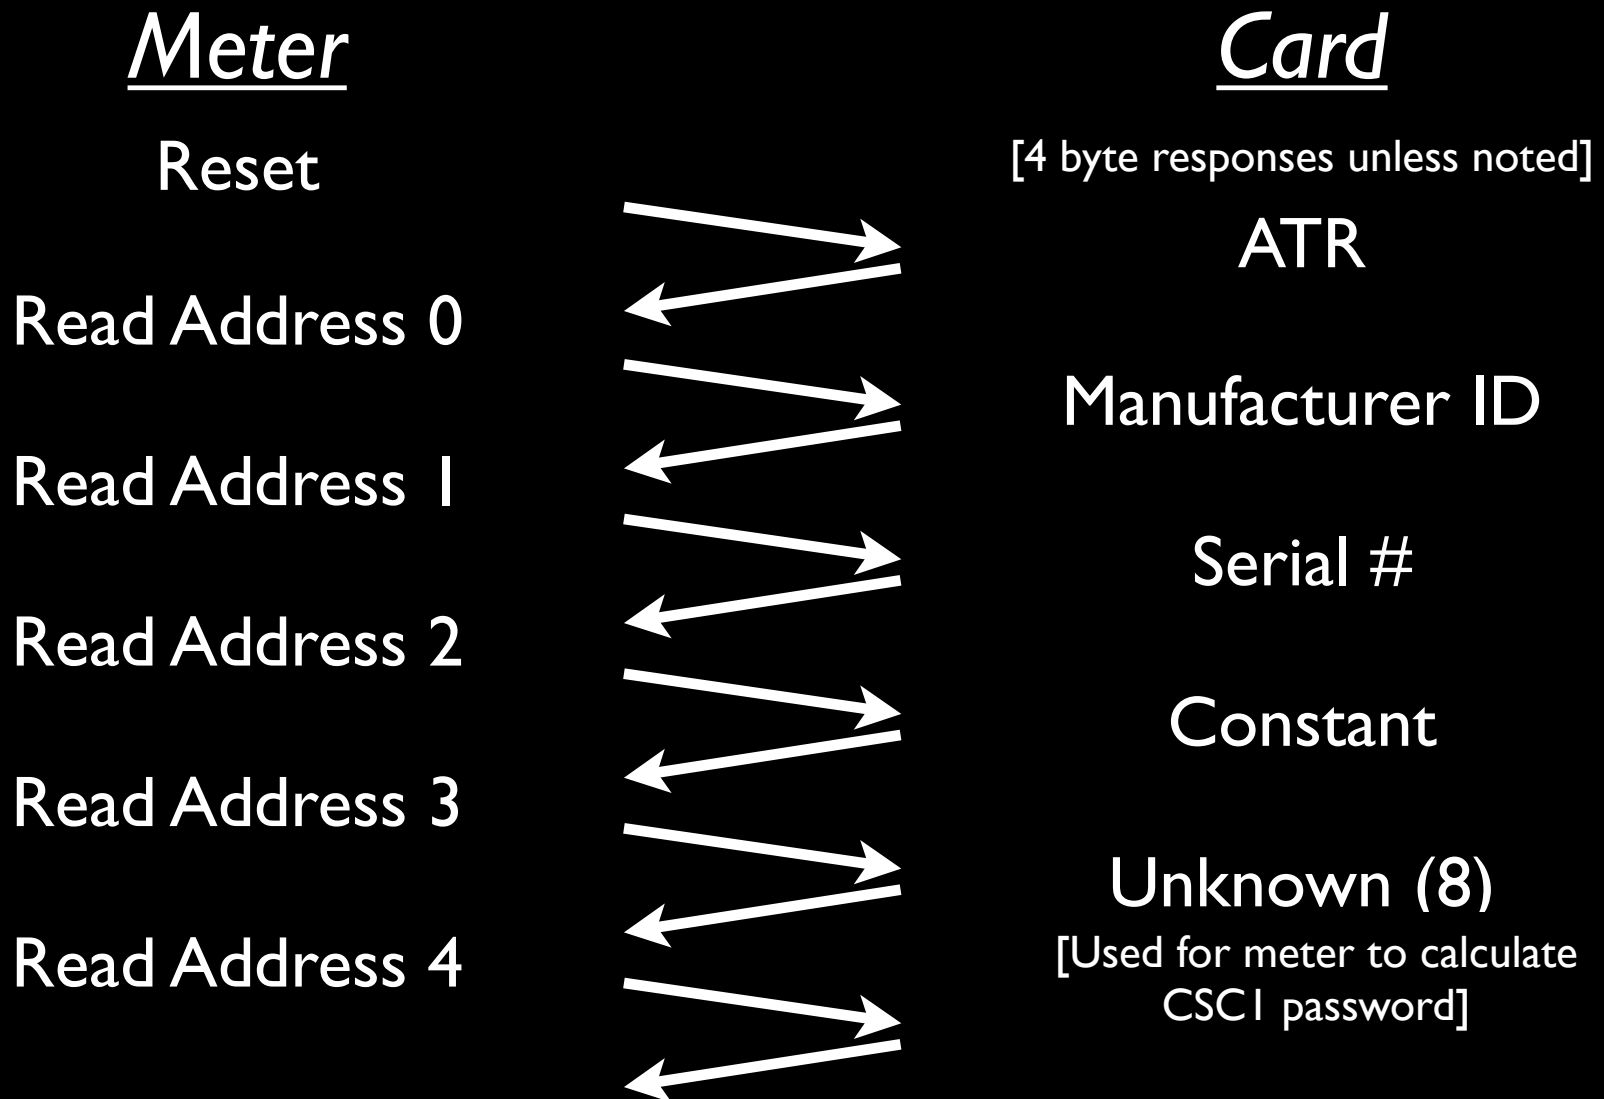 Meter
Card
Reset
[4 byte responses unless noted]
ATR
Read Address 0
Manufacturer ID
Read Address 1
Serial #
Read Address 2
Constant
Read Address 3
Unknown (8)
Read Address 4
[Used for meter to calculate
CSC1 password]